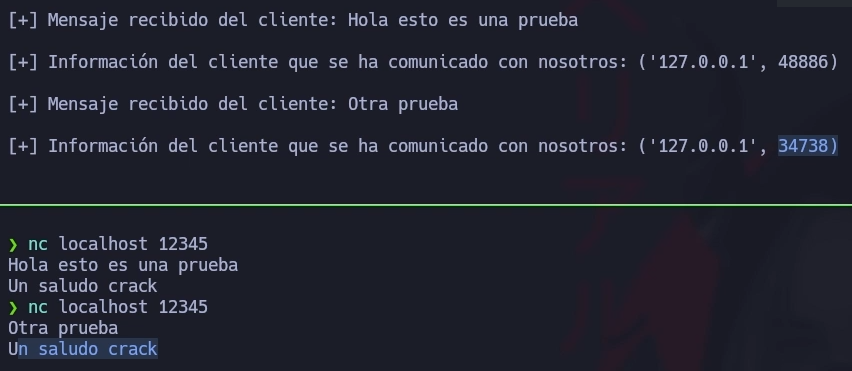 [+] Mensaje recibido del cliente: Hola esto es una prueba
[+] Información del cliente que se ha comunicado con nosotros: ('127.0.0.1', 48886)
[+] Mensaje recibido del cliente: Otra prueba
[+] Información del cliente que se ha comunicado con nosotros: ('127.0.0.1', 34738)
❯ nc localhost 12345
Hola esto es una prueba
Un saludo crack
❯ nc localhost 12345
Otra prueba
Un saludo crack